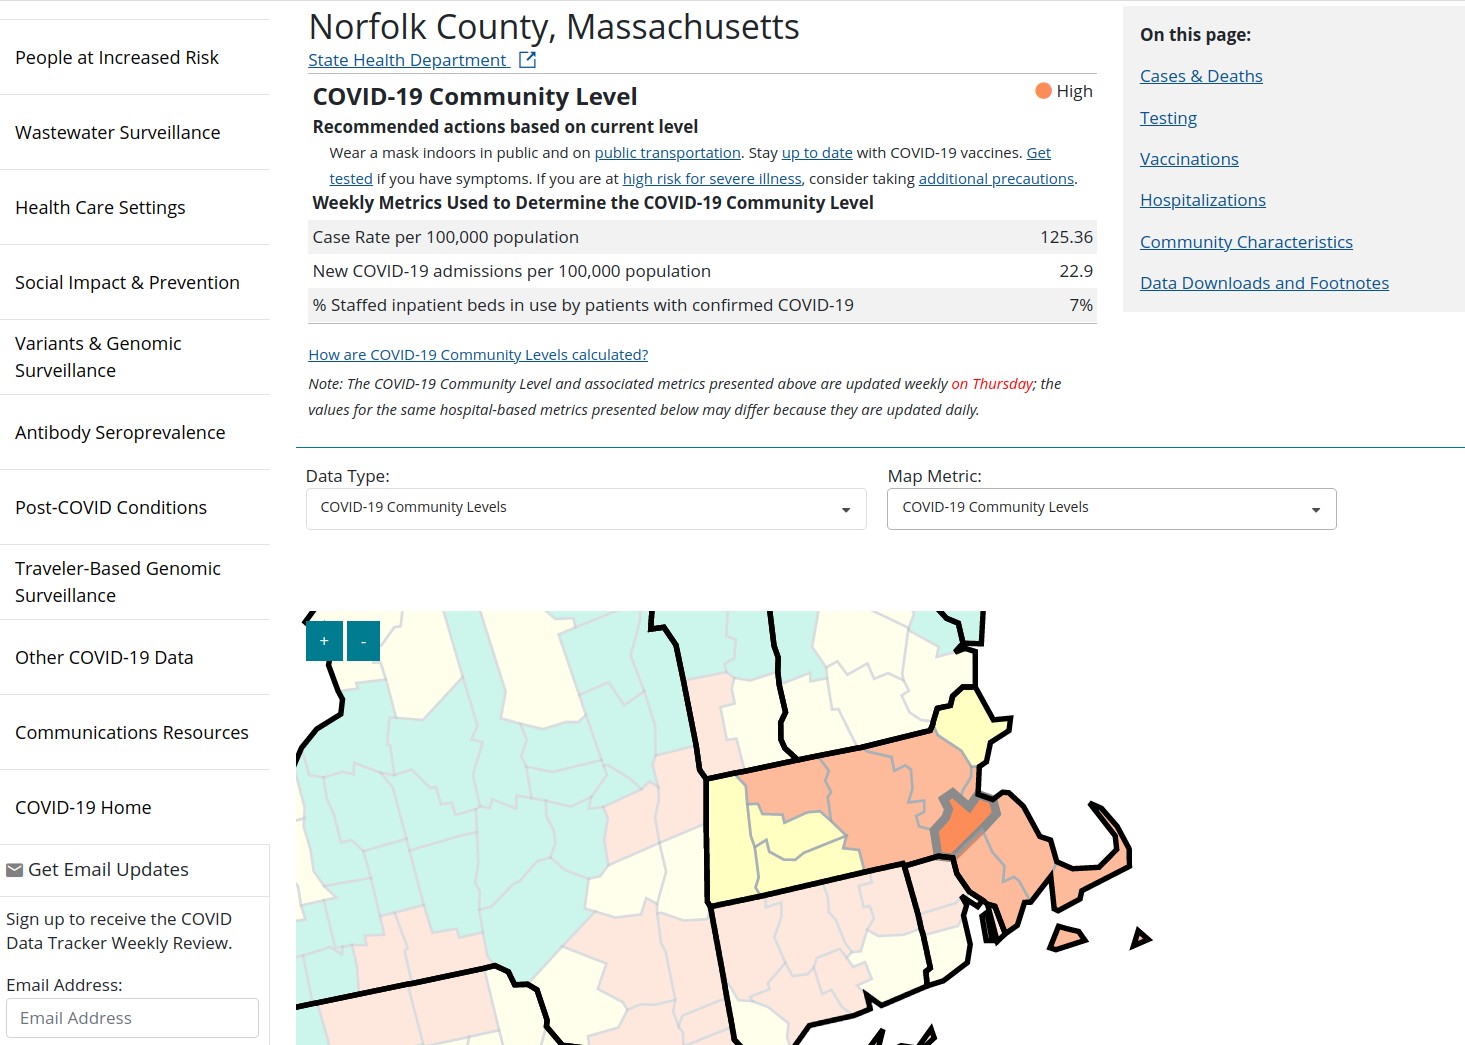 Norfolk County, Massachusetts
State Health Department
COVID-19 Community Level
High
Recommended actions based on current level
Wear a mask indoors in public and on public transportation. Stay up to date with COVID-19 vaccines. Get
tested if you have symptoms. If you are at high risk for severe illness, consider taking additional precautions.
Weekly Metrics Used to Determine the COVID-19 Community Level
Case Rate per 100,000 population 125.36
New COVID-19 admissions per 100,000 population 22.9
% Staffed inpatient beds in use by patients with confirmed COVID-19 7%
How are COVID-19 Community Levels calculated?
Note: The COVID-19 Community Level and associated metrics presented above are updated weekly on Thursday; the
values for the same hospital-based metrics presented below may differ because they are updated daily.
On this page:
Cases & Deaths
Testing
Vaccinations
Hospitalizations
Community Characteristics
Data Downloads and Footnotes
People at Increased Risk
Wastewater Surveillance
Health Care Settings
Social Impact & Prevention
Variants & Genomic
Surveillance
Antibody Seroprevalence
Post-COVID Conditions
Traveler-Based Genomic
Surveillance
Other COVID-19 Data
Communications Resources
COVID-19 Home
Get Email Updates
Sign up to receive the COVID
Data Tracker Weekly Review.
Email Address:
Email Address
Data Type:
COVID-19 Community Levels
Map Metric:
COVID-19 Community Levels
+ -